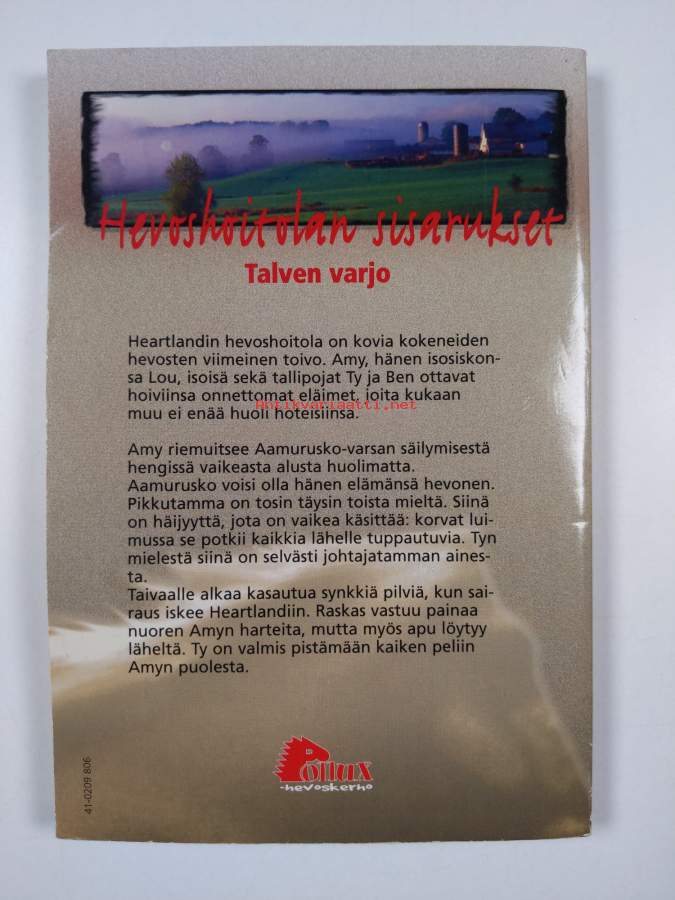 Hevoshoitolan sisarukset
Talven varjo
Heartlandin hevoshoitola on kovia kokeneiden
hevosten viimeinen toivo. Amy, hänen isosiskon-
sa Lou, isoisä sekä tallipojat Ty ja Ben ottavat
hoiviinsa onnettomat eläimet, joita kukaan
Antikvariaatti.net
muu ei enää huoli hoteisiinsa.
Amy riemuitsee Aamurusko-varsan säilymisestä
hengissä vaikeasta alusta huolimatta.
Aamurusko voisi olla hänen elämänsä hevonen.
Pikkutamma on tosin täysin toista mieltä. Siinä
on häijyyttä, jota on vaikea käsittää: korvat lui-
mussa se potkii kaikkia lähelle tuppautuvia. Tyn
mielestä siinä on selvästi johtajatamman aines-
ta.
Taivaalle alkaa kasautua synkkiä pilviä, kun sai-
raus iskee Heartlandiin. Raskas vastuu painaa
nuoren Amyn harteita, mutta myös apu löytyy
läheltä. Ty on valmis pistämään kaiken peliin
Amyn puolesta.
Pollux
-hevoskerho
41-0209 806